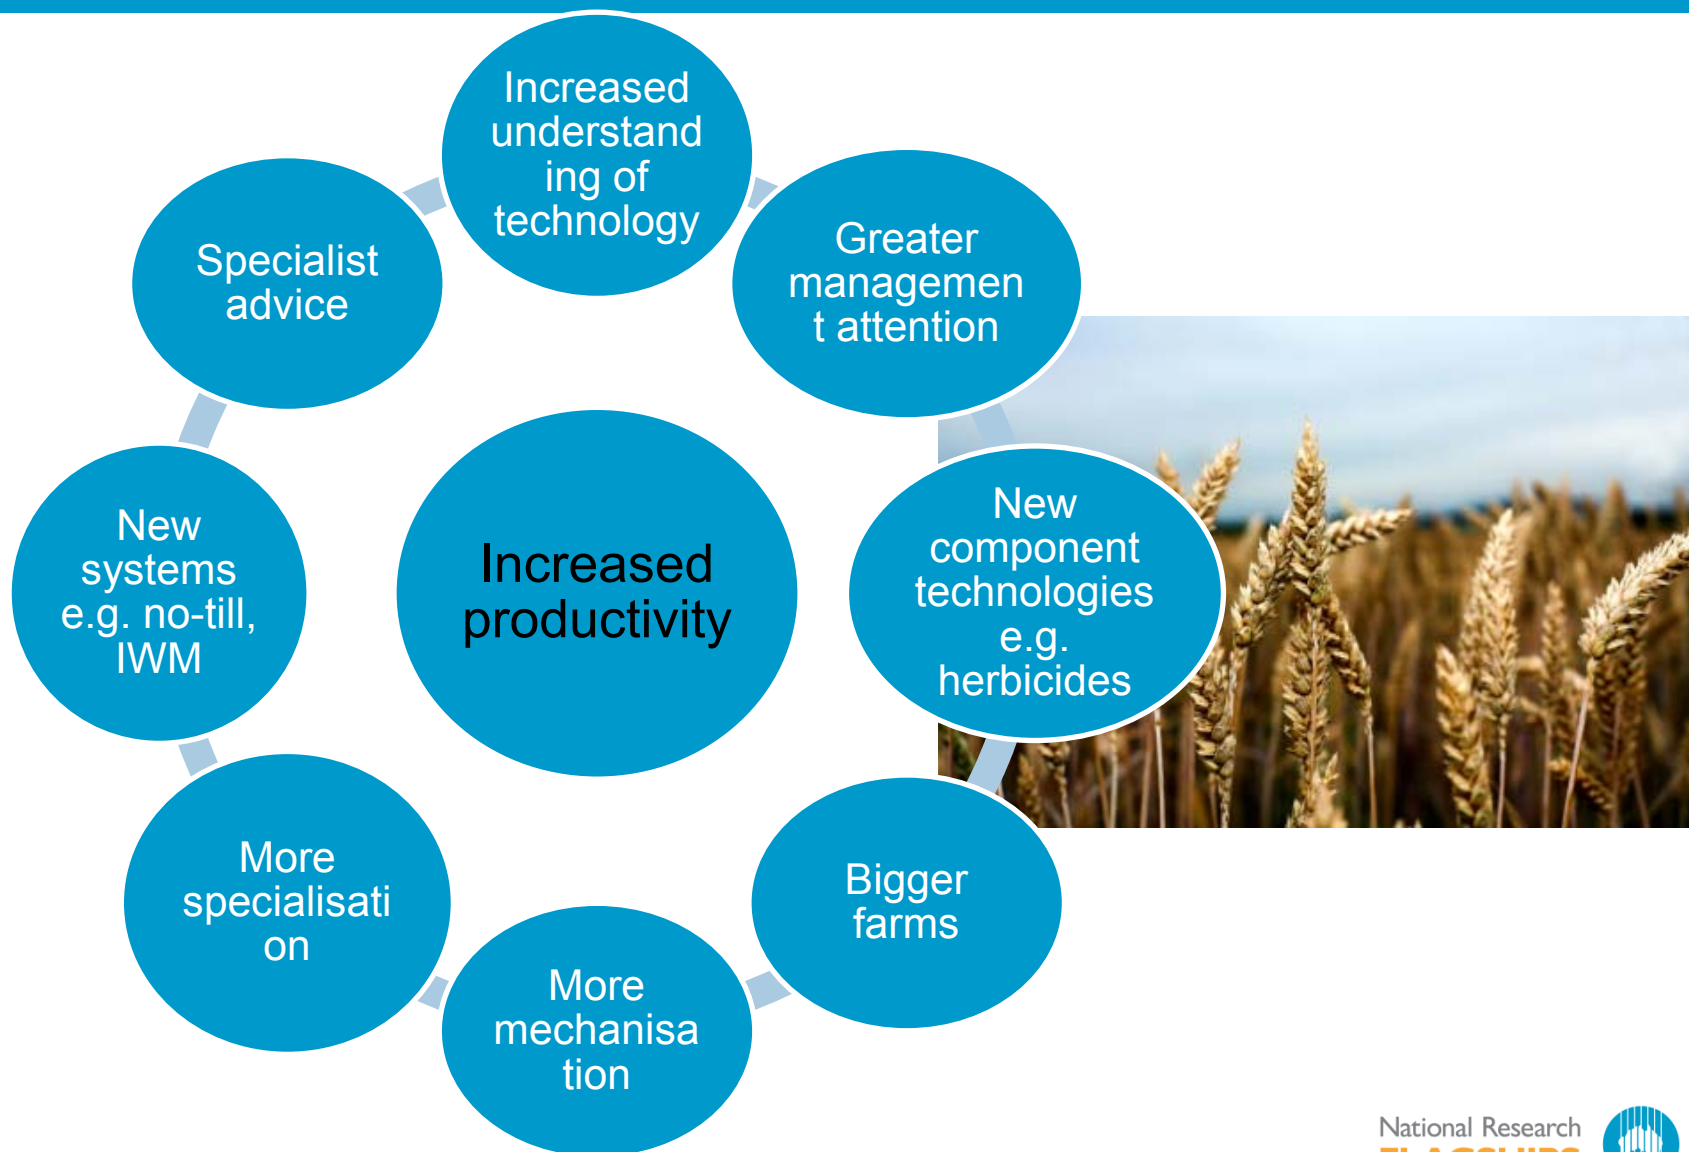 Increased
understand
ing of
technology
Greater
managemen
t attention
New
component
technologies
e.g.
herbicides
Bigger
farms
More
mechanisa
tion
More
specialisati
on
New
systems
e.g. no-till,
IWM
Specialist
advice
Increased
productivity
National Research
FLAGSHIPS